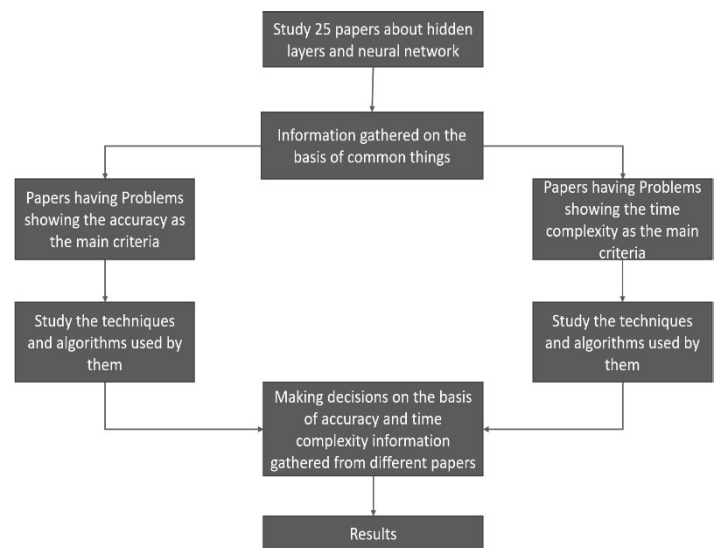 Study 25 papers about hidden
layers and neural network
Information gathered on the
basis of common things
Papers having Problems
showing the accuracy as
the main criteria
Papers having Problems
showing the time
complexity as the main
criteria
Study the techniques
and algorithms used by
them
Study the techniques
and algorithms used by
them
Making decisions on the basis
of accuracy and time
complexity information
gathered from different papers
Results